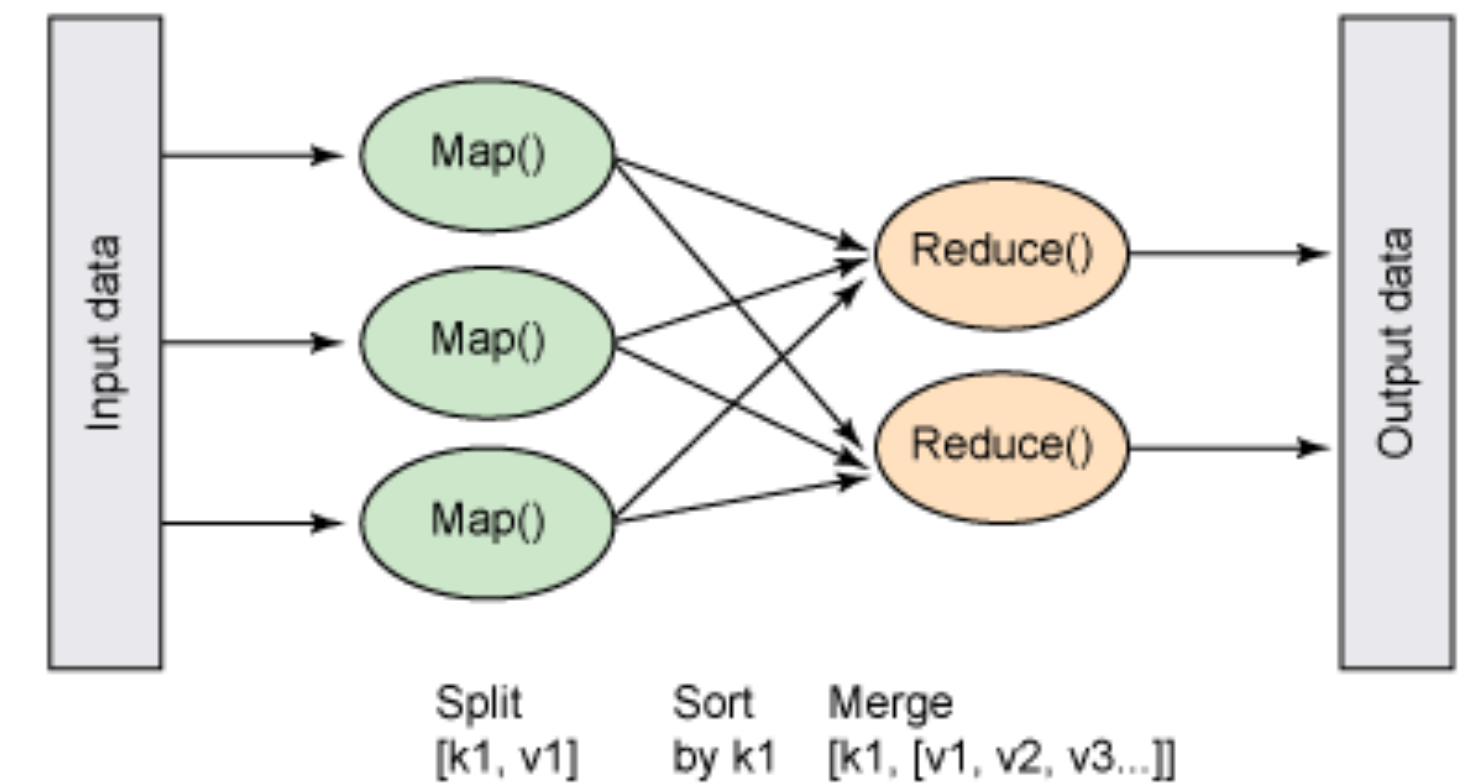 Input data
Map()
Map()
Map()
Reduce()
Reduce()
Output data
Split
[k1, v1]
Sort
by k1
Merge
[k1, [v1, v2, v3...]]